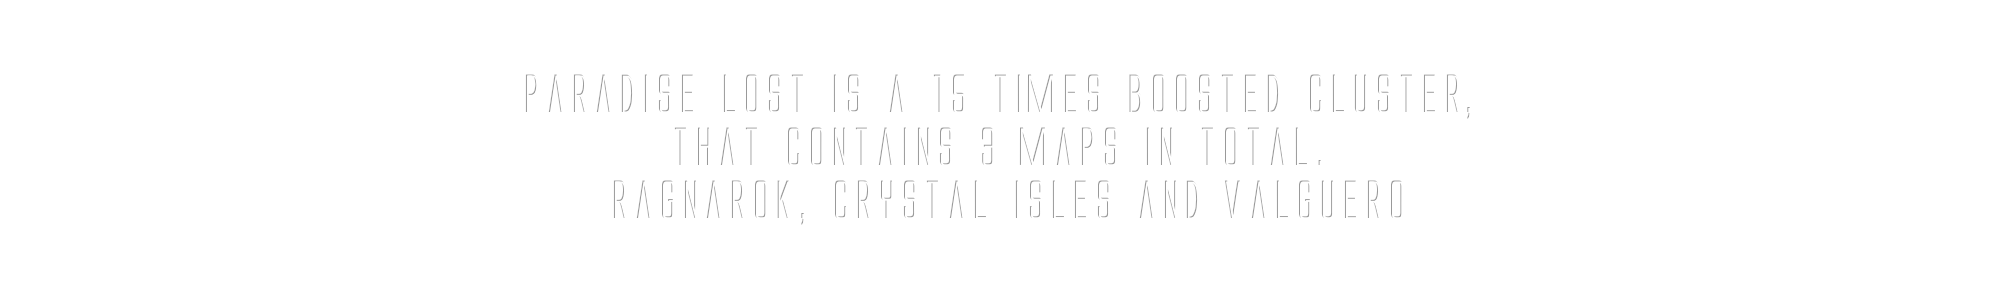 PARADISE LOST IS A 15 TIMES BOOSTED CLUSTER,
THAT CONTAINS 3 MAPS IN TOTAL.
RAGNAROK, CRYSTAL ISLES AND VALGUERO